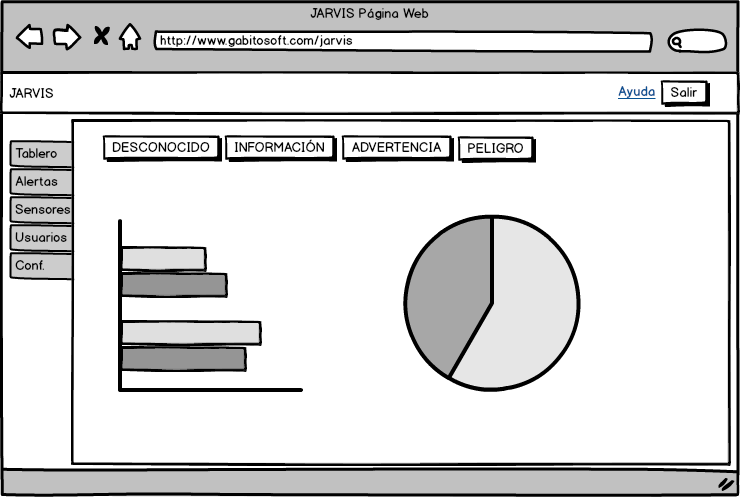 JARVIS Página Web
http://www.gabitosoft.com/jarvis
JARVIS
Ayuda
Salir
Tablero
Alertas
Sensores
Usuarios
Conf.
DESCONOCIDO
INFORMACIÓN
ADVERTENCIA
PELIGRO